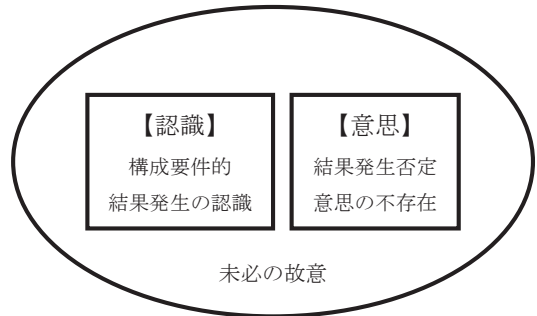 【認識】
構成要件的
結果発生の認識
【意思】
結果発生否定
意思の不存在
未必の故意